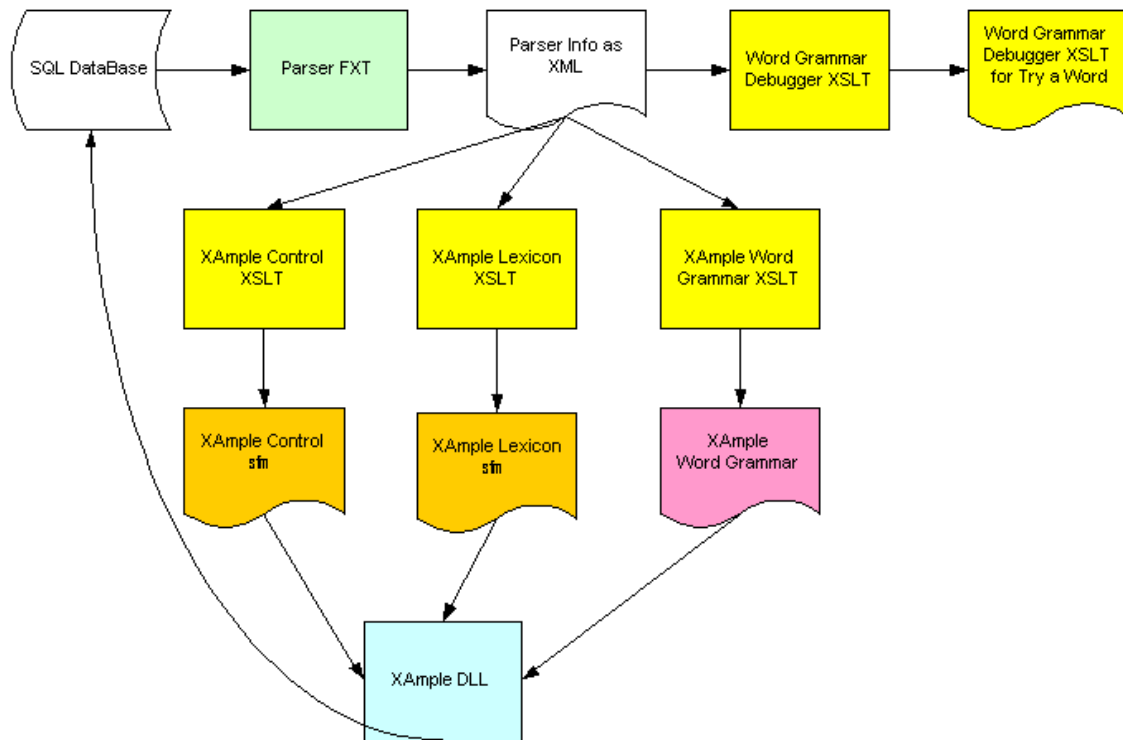 SQL DataBase
Parser FXT
Parser Info as
XML
Word Grammar
Debugger XSLT
Word Grammar
Debugger XSLT
for Try a Word
XAmple Control
XSLT
XAmple Lexicon
XSLT
XAmple Word
Grammar XSLT
XAmple Control
sfm
XAmple Lexicon
sfm
XAmple
Word Grammar
XAmple DLL